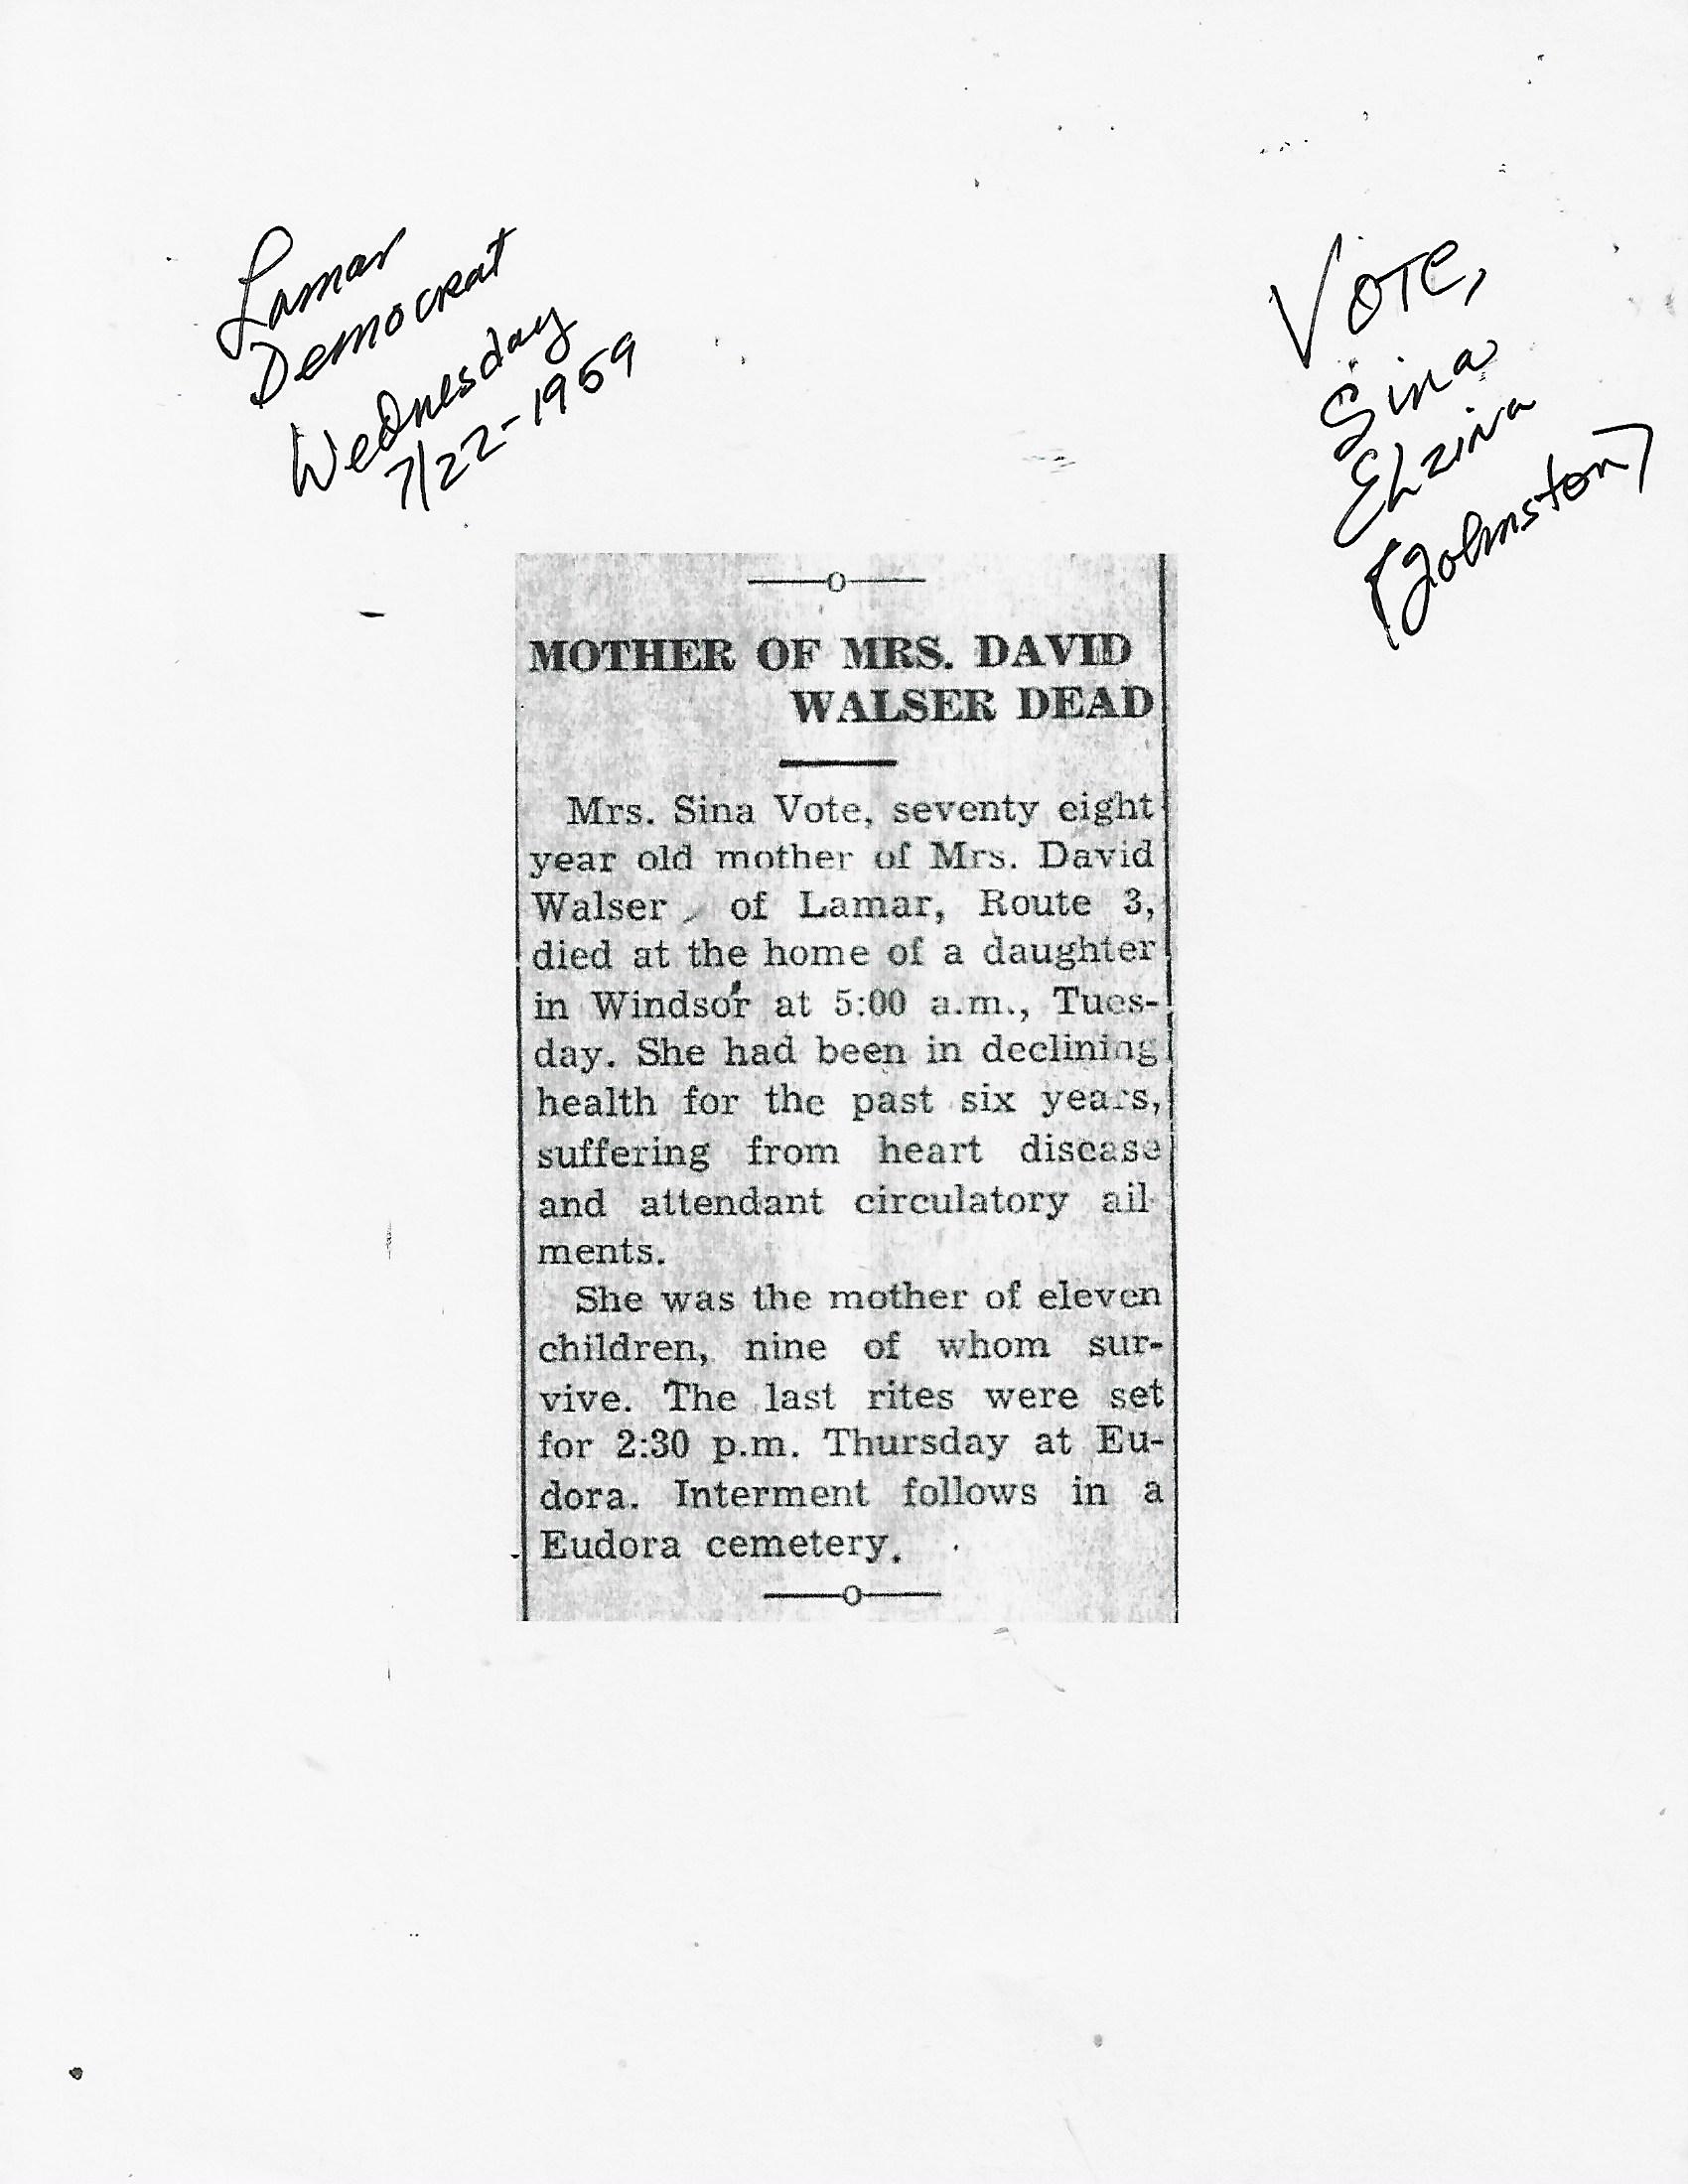 Lamar
Democrat
Wednesday
7/22-1959
Vote,
Sina
Elzina
(Johnston)
—o—
MOTHER OF MRS. DAVID
WALSER DEAD
Mrs. Sina Vote, seventy eight
year old mother of Mrs. David
Walser of Lamar, Route 3,
died at the home of a daughter
in Windsor at 5:00 a.m., Tues-
day. She had been in declining
health for the past six years,
suffering from heart disease
and attendant circulatory ail-
ments.
She was the mother of eleven
children, nine of whom sur-
vive. The last rites were set
for 2:30 p.m. Thursday at Eu-
dora. Interment follows in a
Eudora cemetery.
—o—